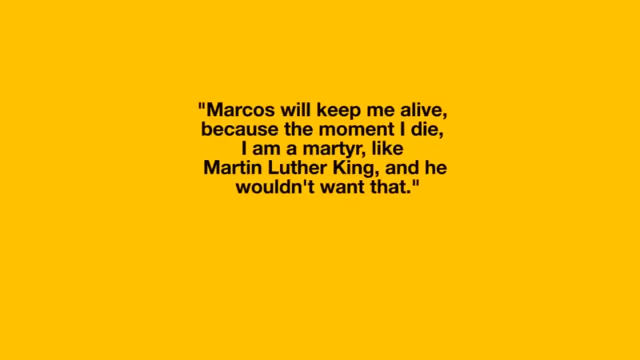 "Marcos will keep me alive,
because the moment I die,
I am a martyr, like
Martin Luther King, and he
wouldn't want that."